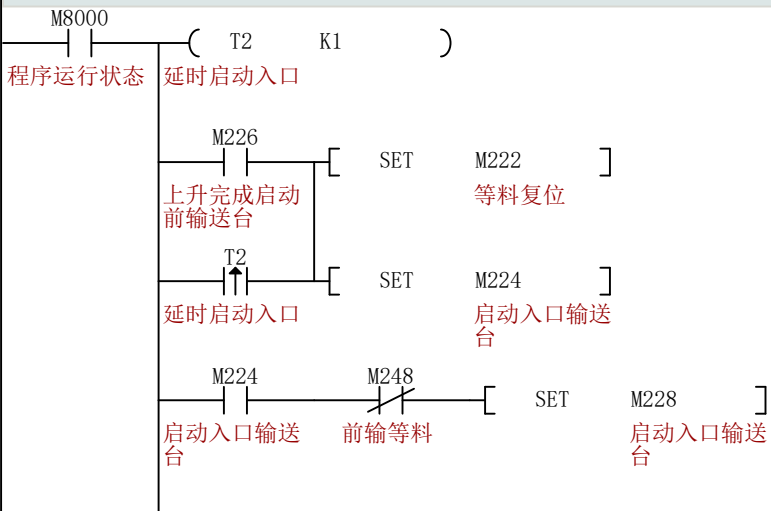 M8000
T2 K1
程序运行状态 延时启动入口
M226
SET M222
上升完成启动 等料复位
前输送台
T2
SET M224
延时启动入口 启动入口输送
台
M224 M248
SET M228
启动入口输送 前输等料 启动入口输送
台 台